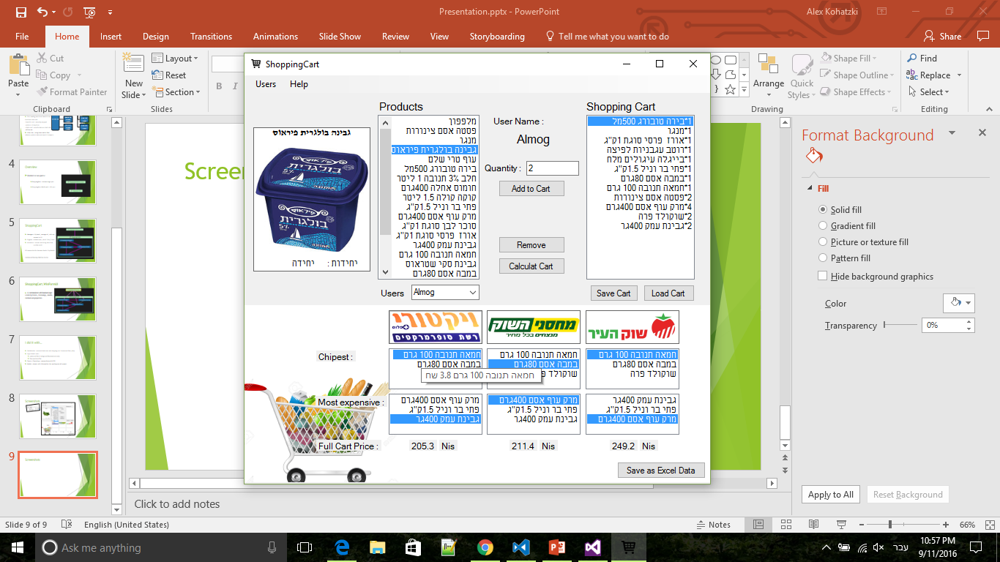 Presentation.pptx - PowerPoint
Alex Kohatzki
File
Home
Insert
Design
Transitions
Animations
Slide Show
Review
View
Storyboarding
Tell me what you want to do
Share
Paste
Cut
Copy
Format Painter
Clipboard
New Slide
Layout
Reset
Section
Slides
B I
Arrange
Quick Styles
Shape Fill
Shape Outline
Shape Effects
Drawing
Find
Replace
Select
Editing
4
5
6
7
8
9
Overview
ShoppingCart
Screen
ShoppingCart
Users
Help
גבינה בולגרית פיראוס
פיראוס
בולגרית
5%
יחידות : יחידה
Products
מלפפון
פסטה אסם צינורות
מנגר
גבינה בולגרית פיראוס
עוף טרי שלם
בירה טובורג 500מל
חלב 3% תנובה 1 ליטר
חומוס אחלה 400גרם
קוקה קולה 1.5 ליטר
פתי בר וניל 1.5ק"ג
מרק עוף אסם 400גרם
סוכר לבן סוגת 1ק"ג
אורז פרסי סוגת 1ק"ג
גבינת עמק 400גר
חמאה תנובה 100 גרם
גבינת סקי שטראוס
במבה אסם 80גרם
User Name :
Almog
Quantity : 2
Add to Cart
Remove
Calculat Cart
Shopping Cart
1*בירה טובורג 500מל
1*מנגר
1*אורז פרסי סוגת 1ק"ג
1*רוטב עגבניות לפיצה
1*בייגלה עיגולים מלח
1*פתי בר וניל 1.5ק"ג
1*במבה אסם 80גרם
1*חמאה תנובה 100 גרם
2*פסטה אסם צינורות
4*מרק עוף אסם 400גרם
2*שוקולד פרה
2*גבינת עמק 400גר
Users Almog
Save Cart
Load Cart
ויקטורי
פלוס
רשת סופרמרקטים
מחסני השוק
מנצחים בכל מחיר
שוק העיר
Chipest :
חמאה תנובה 100 גרם
במבה אסם 80גרם
חמאה תנובה 100 גרם 3.8 שח
חמאה תנובה 100 גרם
במבה אסם 80גרם
חמאה תנובה 100 גרם
במבה אסם 80גרם
שוקולד פרה
Most expensive :
מרק עוף אסם 400גרם
פתי בר וניל 1.5ק"ג
גבינת עמק 400גר
מרק עוף אסם 400גרם
פתי בר וניל 1.5ק"ג
גבינת עמק 400גר
גבינת עמק 400גר
פתי בר וניל 1.5ק"ג
מרק עוף אסם 400גרם
Full Cart Price : 205.3 Nis 211.4 Nis 249.2 Nis
Save as Excel Data
Format Background
Fill
Solid fill
Gradient fill
Picture or texture fill
Pattern fill
Hide background graphics
Color
Transparency 0%
Apply to All
Reset Background
Click to add notes
Slide 9 of 9
English (United States)
Notes
66%
Ask me anything
עבר
10:57 PM
9/11/2016